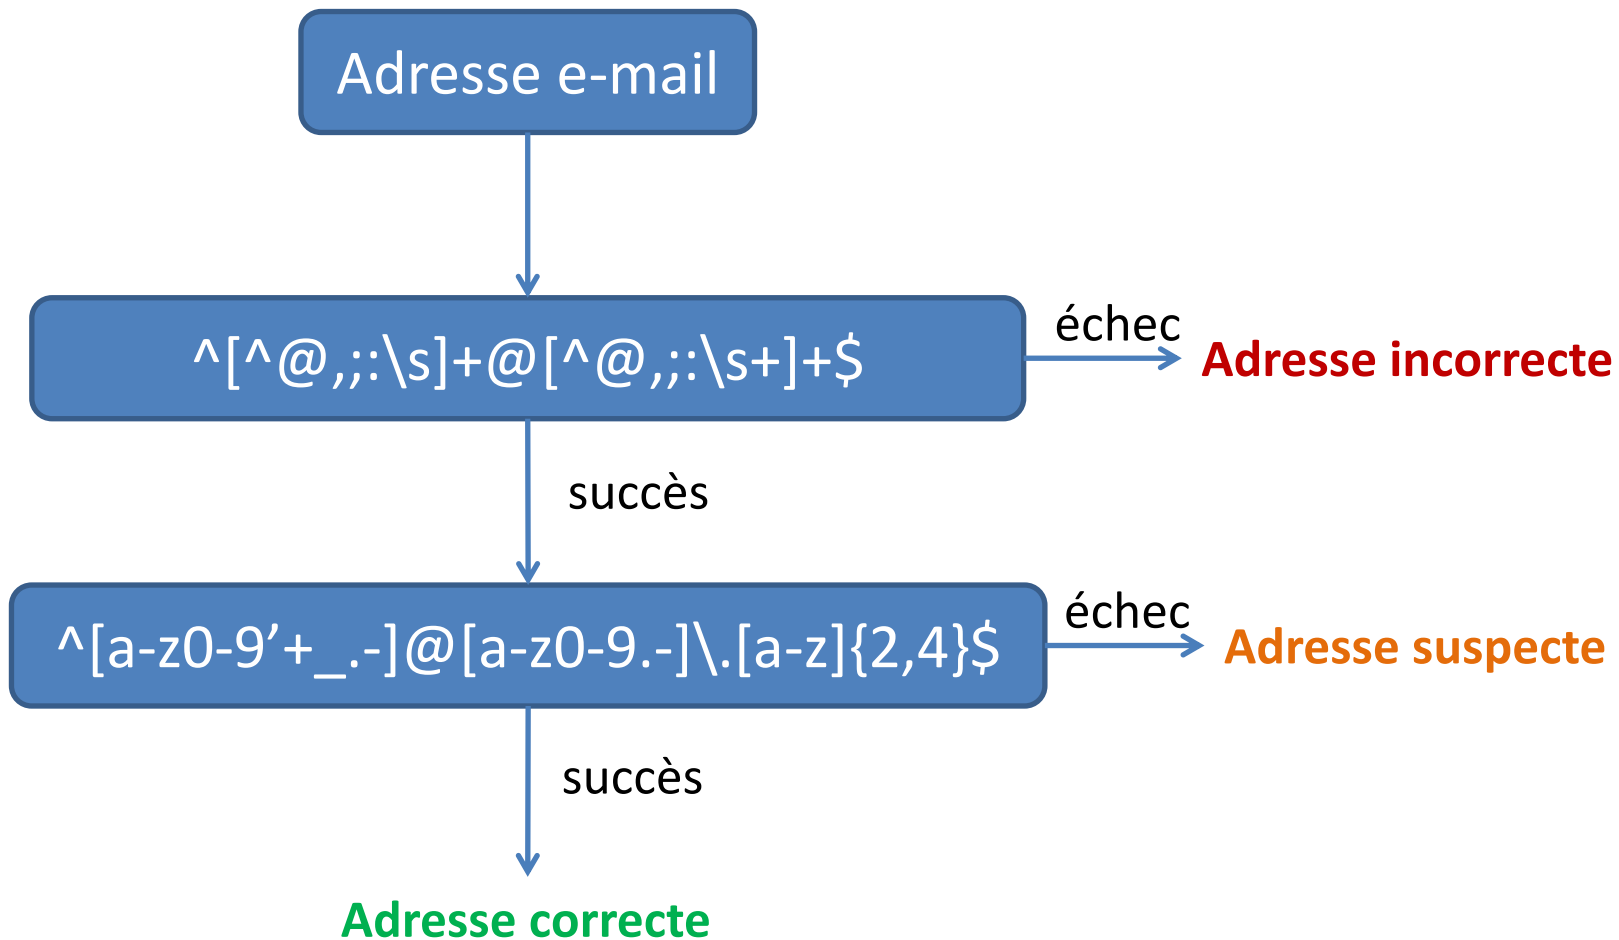 Adresse e-mail
^[^@,;:\s]+@[^@,;:\s+]+$
échec
Adresse incorrecte
succès
^[a-z0-9’+_.-]@[a-z0-9.-]\.[a-z]{2,4}$
échec
Adresse suspecte
succès
Adresse correcte